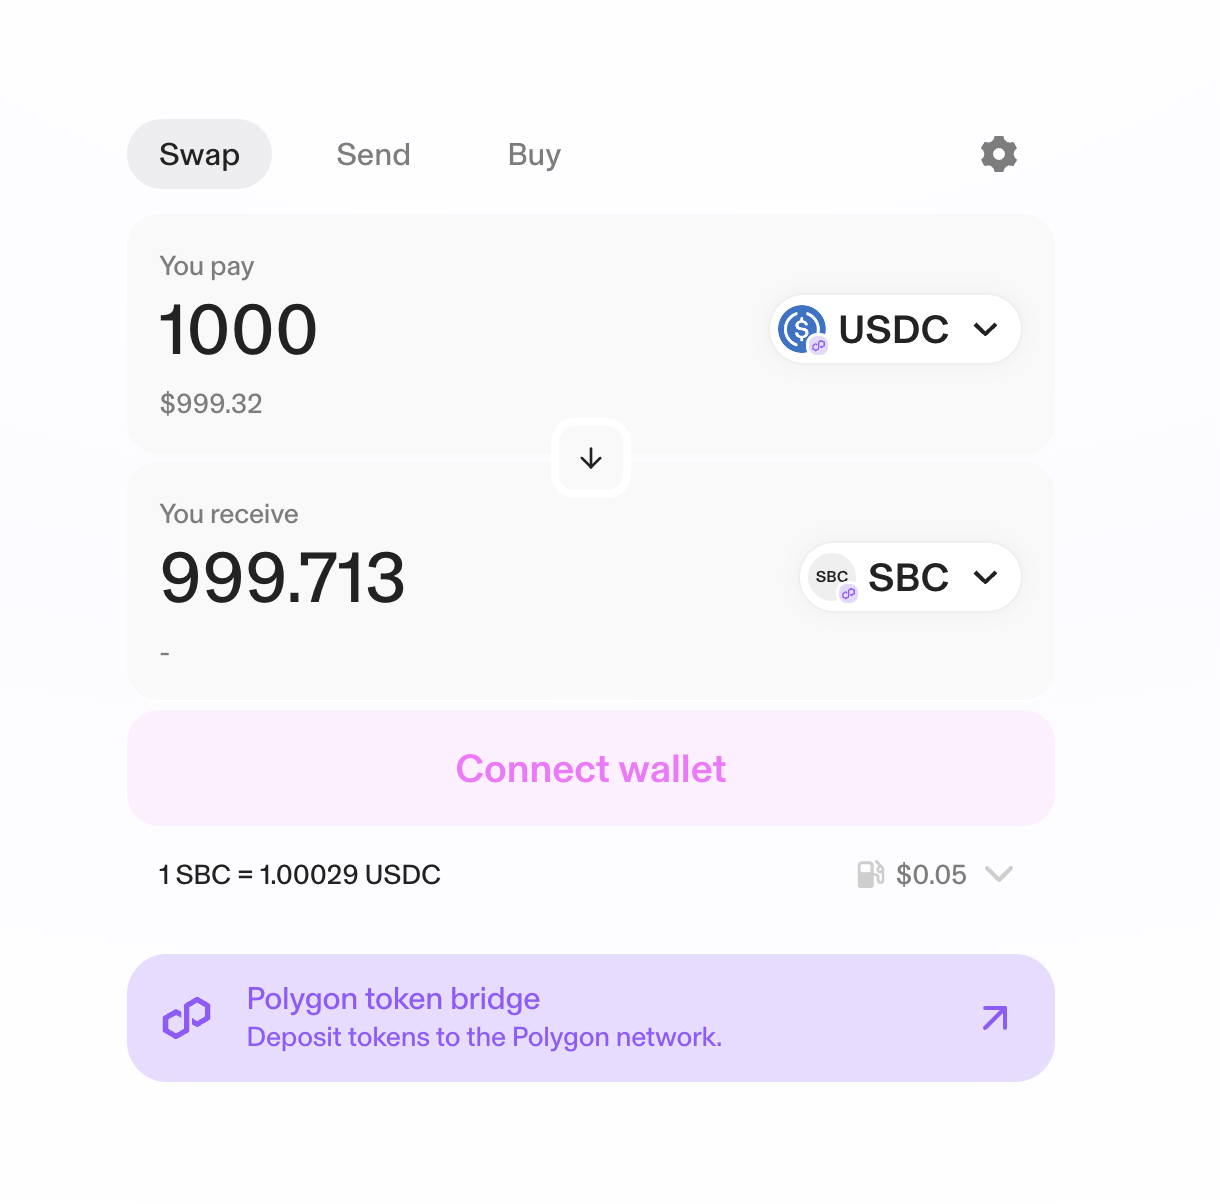 Swap Send Buy
You pay
1000
USDC
$999.32
You receive
999.713
SBC SBC
-
Connect wallet
1 SBC = 1.00029 USDC $0.05
Polygon token bridge
Deposit tokens to the Polygon network.